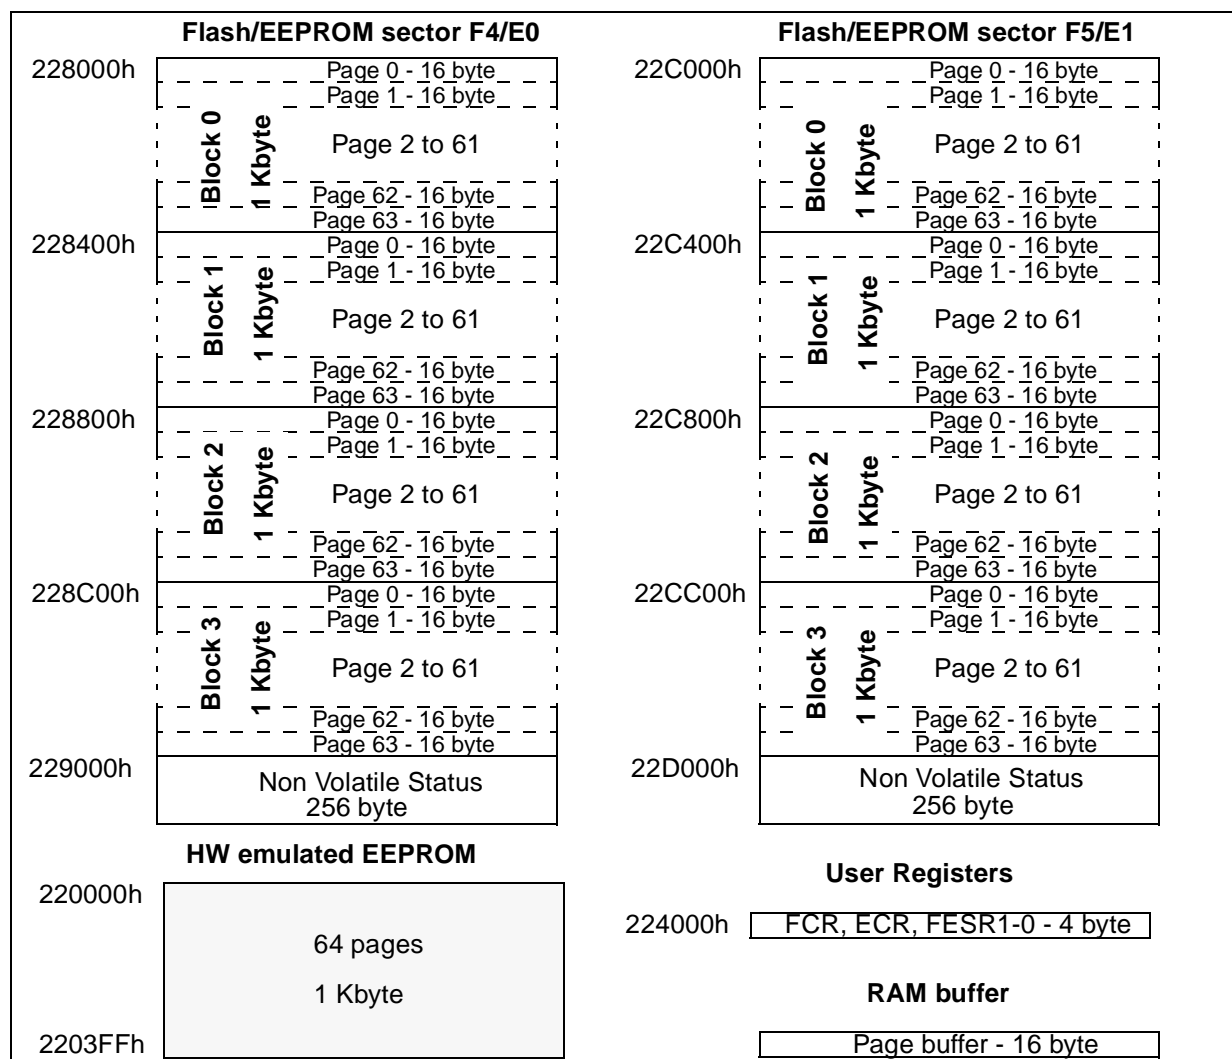 Flash/EEPROM sector F4/E0
228000h
Page 0 - 16 byte
Page 1 - 16 byte
Block 0
1 Kbyte
Page 2 to 61
Page 62 - 16 byte
Page 63 - 16 byte
228400h
Page 0 - 16 byte
Page 1 - 16 byte
Block 1
1 Kbyte
Page 2 to 61
Page 62 - 16 byte
Page 63 - 16 byte
228800h
Page 0 - 16 byte
Page 1 - 16 byte
Block 2
1 Kbyte
Page 2 to 61
Page 62 - 16 byte
Page 63 - 16 byte
228C00h
Page 0 - 16 byte
Page 1 - 16 byte
Block 3
1 Kbyte
Page 2 to 61
Page 62 - 16 byte
Page 63 - 16 byte
229000h
Non Volatile Status
256 byte
Flash/EEPROM sector F5/E1
22C000h
Page 0 - 16 byte
Page 1 - 16 byte
Block 0
1 Kbyte
Page 2 to 61
Page 62 - 16 byte
Page 63 - 16 byte
22C400h
Page 0 - 16 byte
Page 1 - 16 byte
Block 1
1 Kbyte
Page 2 to 61
Page 62 - 16 byte
Page 63 - 16 byte
22C800h
Page 0 - 16 byte
Page 1 - 16 byte
Block 2
1 Kbyte
Page 2 to 61
Page 62 - 16 byte
Page 63 - 16 byte
22CC00h
Page 0 - 16 byte
Page 1 - 16 byte
Block 3
1 Kbyte
Page 2 to 61
Page 62 - 16 byte
Page 63 - 16 byte
22D000h
Non Volatile Status
256 byte
HW emulated EEPROM
220000h
64 pages
1 Kbyte
2203FFh
User Registers
224000h
FCR, ECR, FESR1-0 - 4 byte
RAM buffer
Page buffer - 16 byte